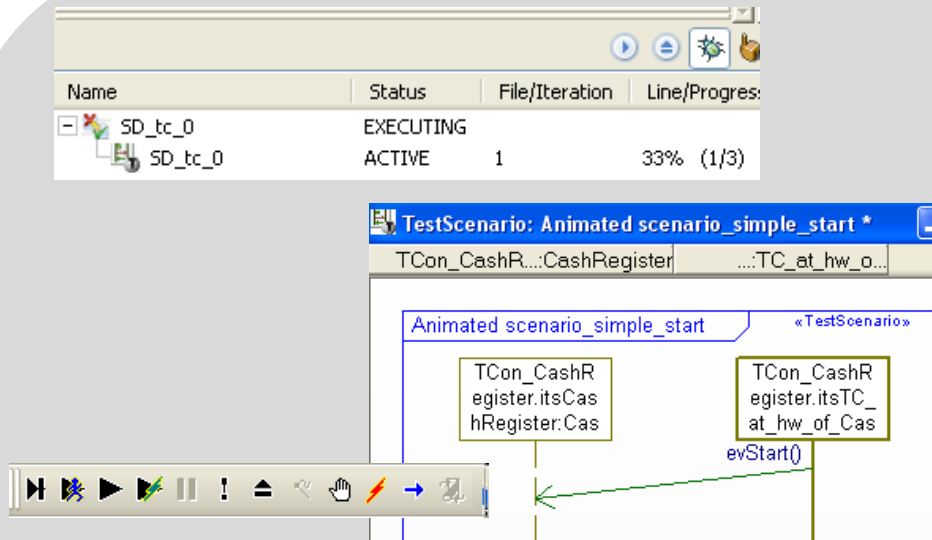 Name Status File/Iteration Line/Progres
SD_tc_0 EXECUTING
SD_tc_0 ACTIVE 1 33% (1/3)
TestScenario: Animated scenario_simple_start *
TCon_CashR...:CashRegister ...:TC_at_hw_o...
Animated scenario_simple_start «TestScenario»
TCon_CashR
egister.itsCas
hRegister:Cas
TCon_CashR
egister.itsTC_
at_hw_of_Cas
evStart()